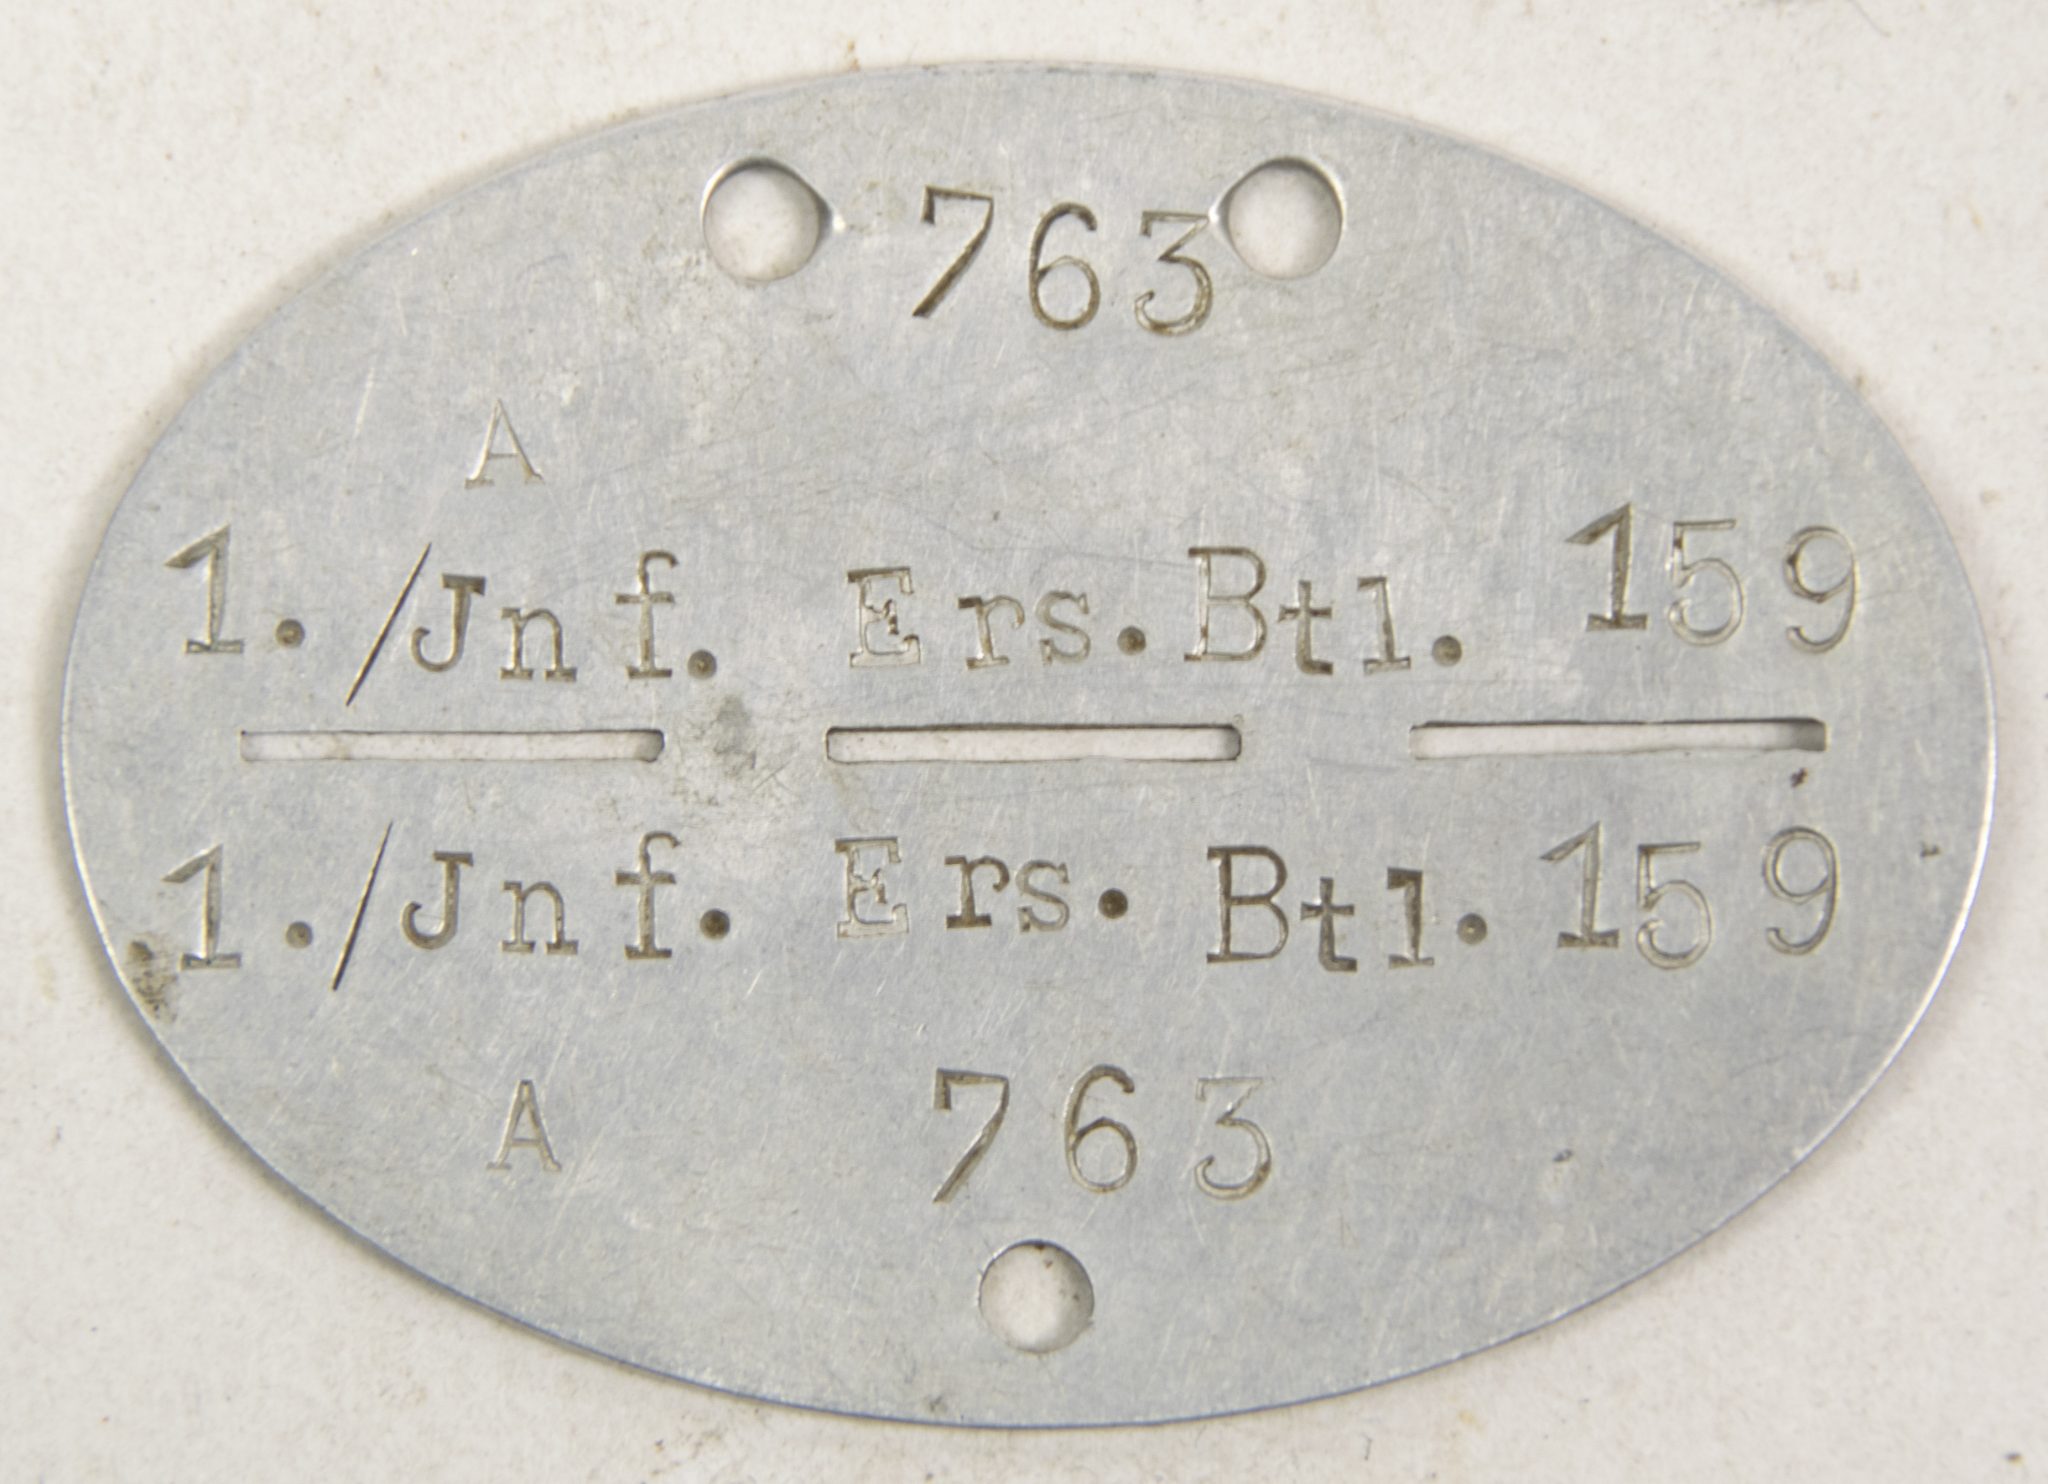 763
A
1./Jnf. Ers.Btl. 159
1./Jnf. Ers. Btl. 159
A 763